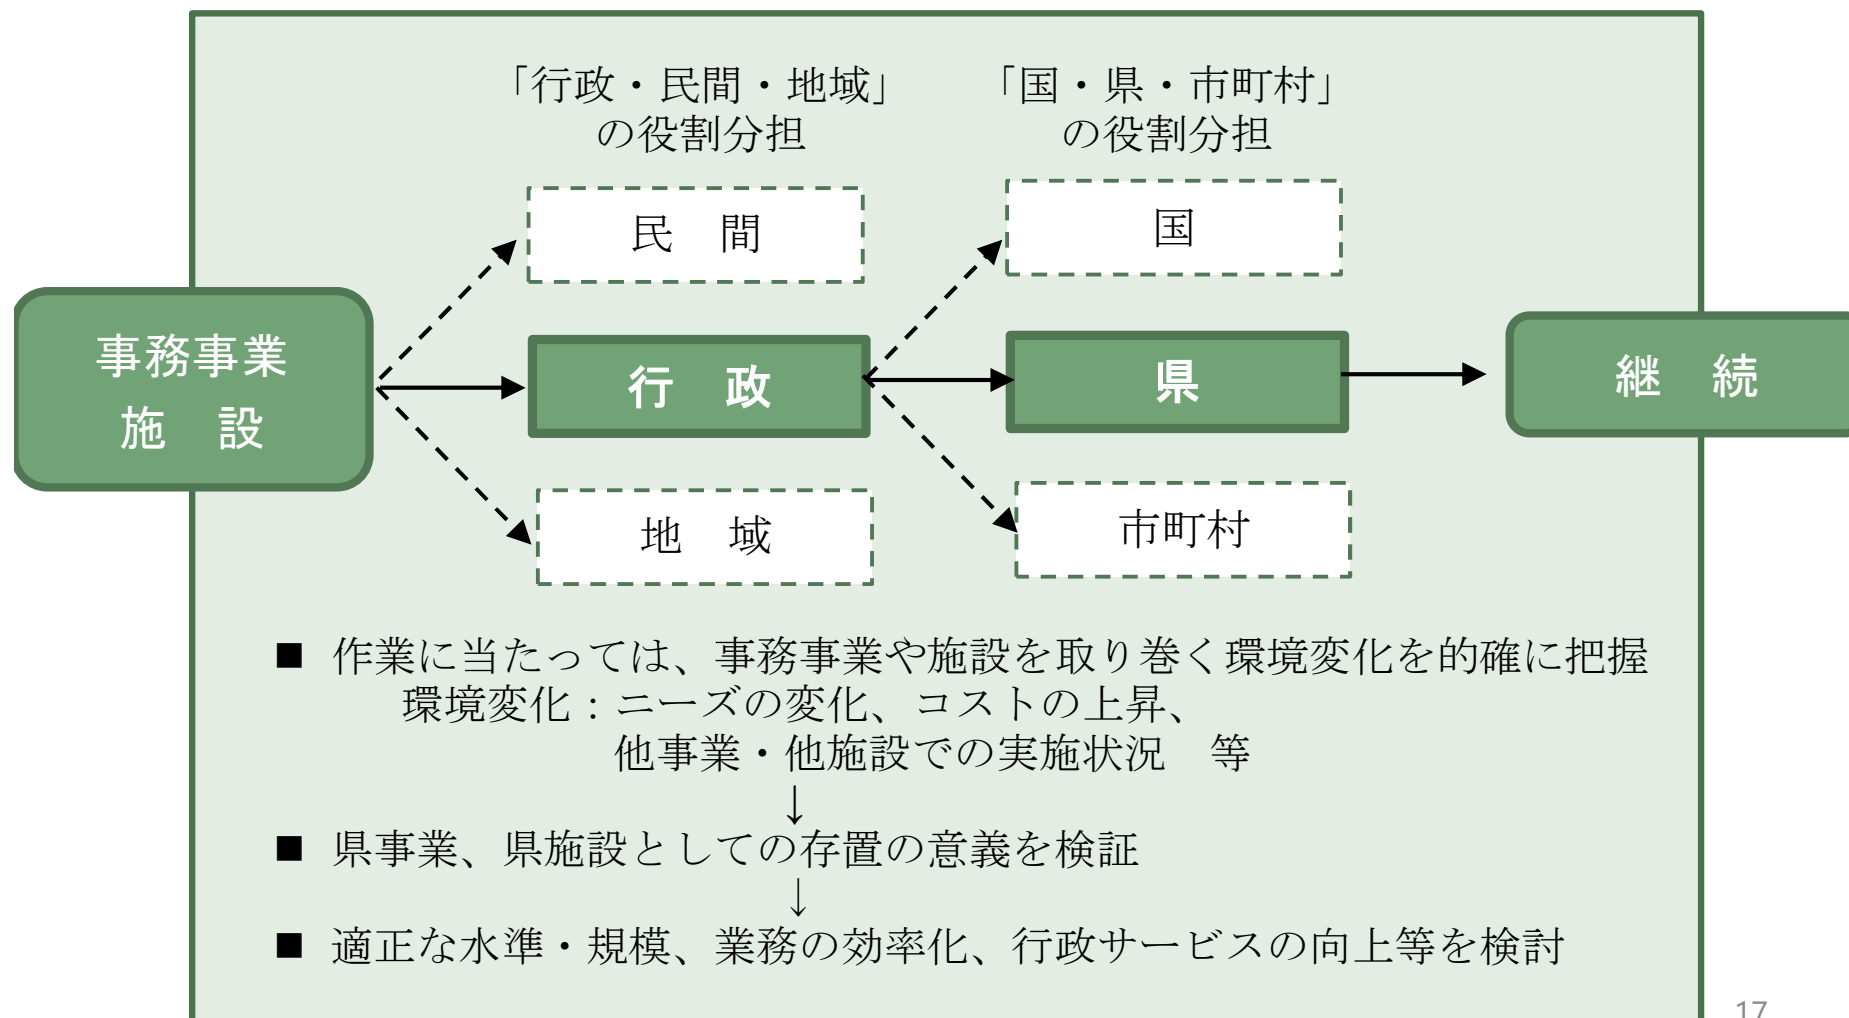 「行政・民間・地域」
の役割分担
「国・県・市町村」
の役割分担
民　間
国
事務事業
施　設
行　政
県
継　続
地　域
市町村
■ 作業に当たっては、事務事業や施設を取り巻く環境変化を的確に把握
環境変化：ニーズの変化、コストの上昇、
他事業・他施設での実施状況　等
↓
■ 県事業、県施設としての存置の意義を検証
↓
■ 適正な水準・規模、業務の効率化、行政サービスの向上等を検討
17